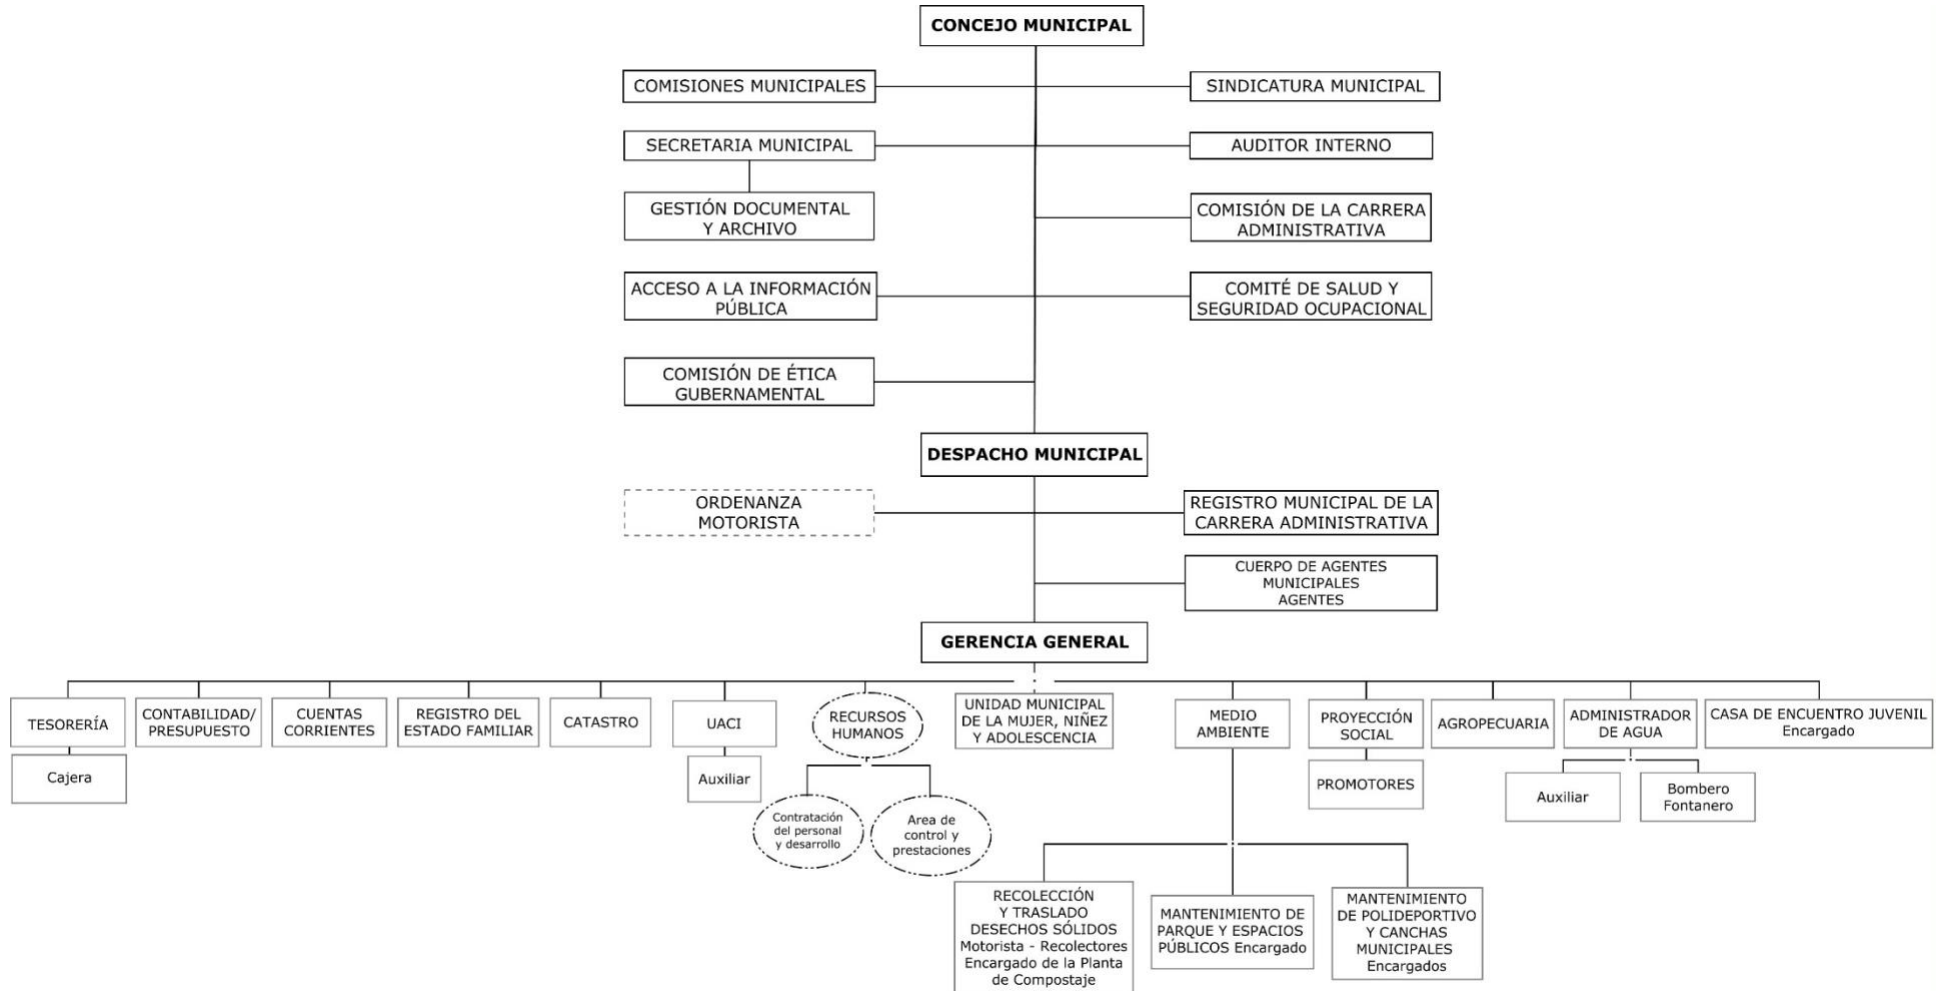 CONCEJO MUNICIPAL
COMISIONES MUNICIPALES
SINDICATURA MUNICIPAL
SECRETARIA MUNICIPAL
AUDITOR INTERNO
GESTIÓN DOCUMENTAL
Y ARCHIVO
COMISIÓN DE LA CARRERA
ADMINISTRATIVA
ACCESO A LA INFORMACIÓN
PÚBLICA
COMITÉ DE SALUD Y
SEGURIDAD OCUPACIONAL
COMISIÓN DE ÉTICA
GUBERNAMENTAL
DESPACHO MUNICIPAL
ORDENANZA
MOTORISTA
REGISTRO MUNICIPAL DE LA
CARRERA ADMINISTRATIVA
CUERPO DE AGENTES
MUNICIPALES
AGENTES
GERENCIA GENERAL
TESORERÍA
CONTABILIDAD/
PRESUPUESTO
CUENTAS
CORRIENTES
REGISTRO DEL
ESTADO FAMILIAR
CATASTRO
UACI
RECURSOS
HUMANOS
UNIDAD MUNICIPAL
DE LA MUJER, NIÑEZ
Y ADOLESCENCIA
MEDIO
AMBIENTE
PROYECCIÓN
SOCIAL
AGROPECUARIA
ADMINISTRADOR
DE AGUA
CASA DE ENCUENTRO JUVENIL
Encargado
Cajera
Auxiliar
Contratación
del personal
y desarrollo
Area de
control y
prestaciones
PROMOTORES
Auxiliar
Bombero
Fontanero
RECOLECCIÓN
Y TRASLADO
DESECHOS SÓLIDOS
Motorista - Recolectores
Encargado de la Planta
de Compostaje
MANTENIMIENTO DE
PARQUE Y ESPACIOS
PÚBLICOS Encargado
MANTENIMIENTO
DE POLIDEPORTIVO
Y CANCHAS
MUNICIPALES
Encargados